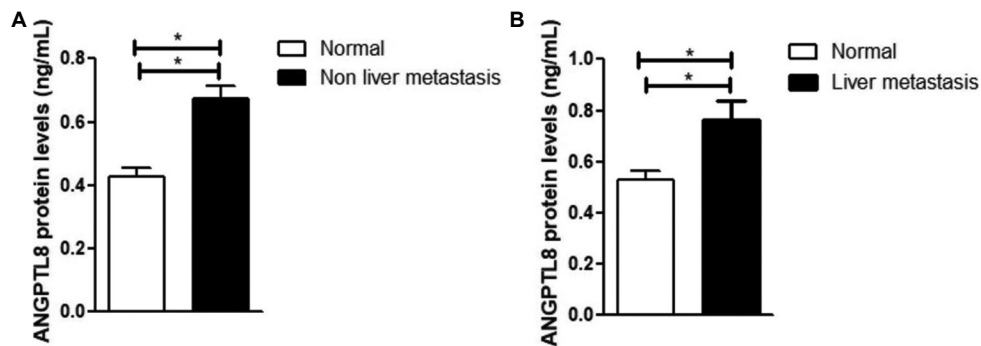 A
ANGPTL8 protein levels (ng/mL)
0.8
0.6
0.4
0.2
0.0
*
*
Normal
Non liver metastasis
B
ANGPTL8 protein levels (ng/mL)
1.0
0.8
0.6
0.4
0.2
0.0
*
*
Normal
Liver metastasis